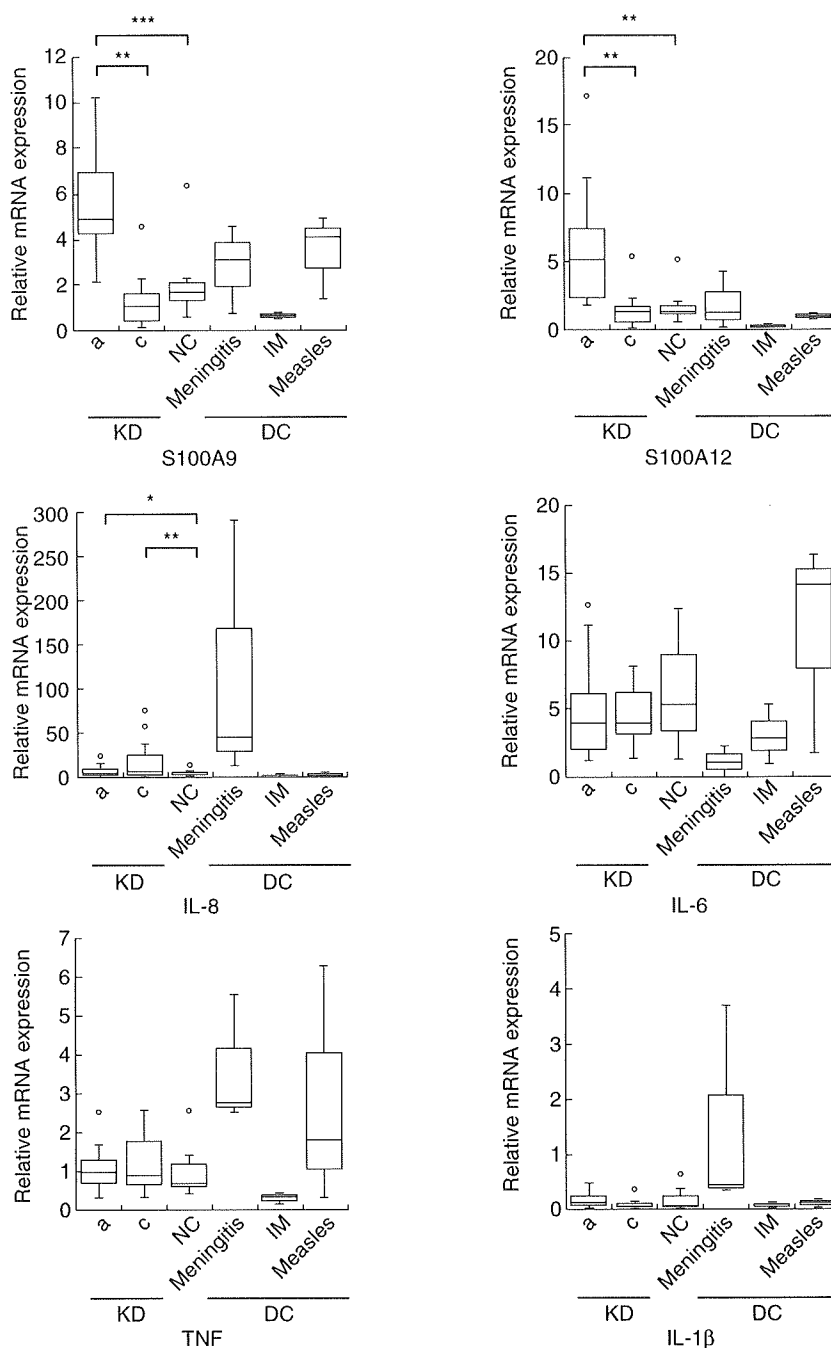 ***
**
12
10
8
6
4
2
0
Relative mRNA expression
a
c
NC
Meningitis
IM
Measles
KD
DC
S100A9
**
**
20
15
10
5
0
Relative mRNA expression
a
c
NC
Meningitis
IM
Measles
KD
DC
S100A12
*
**
300
250
200
150
100
50
0
Relative mRNA expression
a
c
NC
Meningitis
IM
Measles
KD
DC
IL-8
20
15
10
5
0
Relative mRNA expression
a
c
NC
Meningitis
IM
Measles
KD
DC
IL-6
7
6
5
4
3
2
1
0
Relative mRNA expression
a
c
NC
Meningitis
IM
Measles
KD
DC
TNF
5
4
3
2
1
0
Relative mRNA expression
a
c
NC
Meningitis
IM
Measles
KD
DC
IL-1β